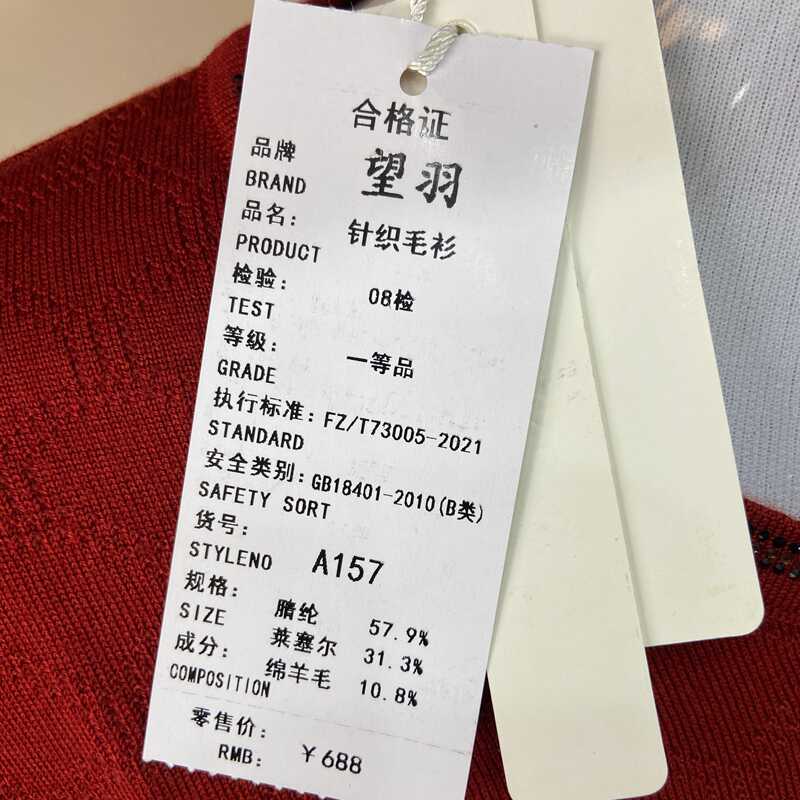 合格证
品牌 望羽
BRAND
品名: 针织毛衫
PRODUCT
检验: 08检
TEST
等级: 一等品
GRADE
执行标准: FZ/T73005-2021
STANDARD
安全类别: GB18401-2010(B类)
SAFETY SORT
货号:
STYLENO A157
规格:
SIZE 腈纶 57.9%
成分: 莱塞尔 31.3%
COMPOSITION 绵羊毛 10.8%
零售价:
RMB: ¥688